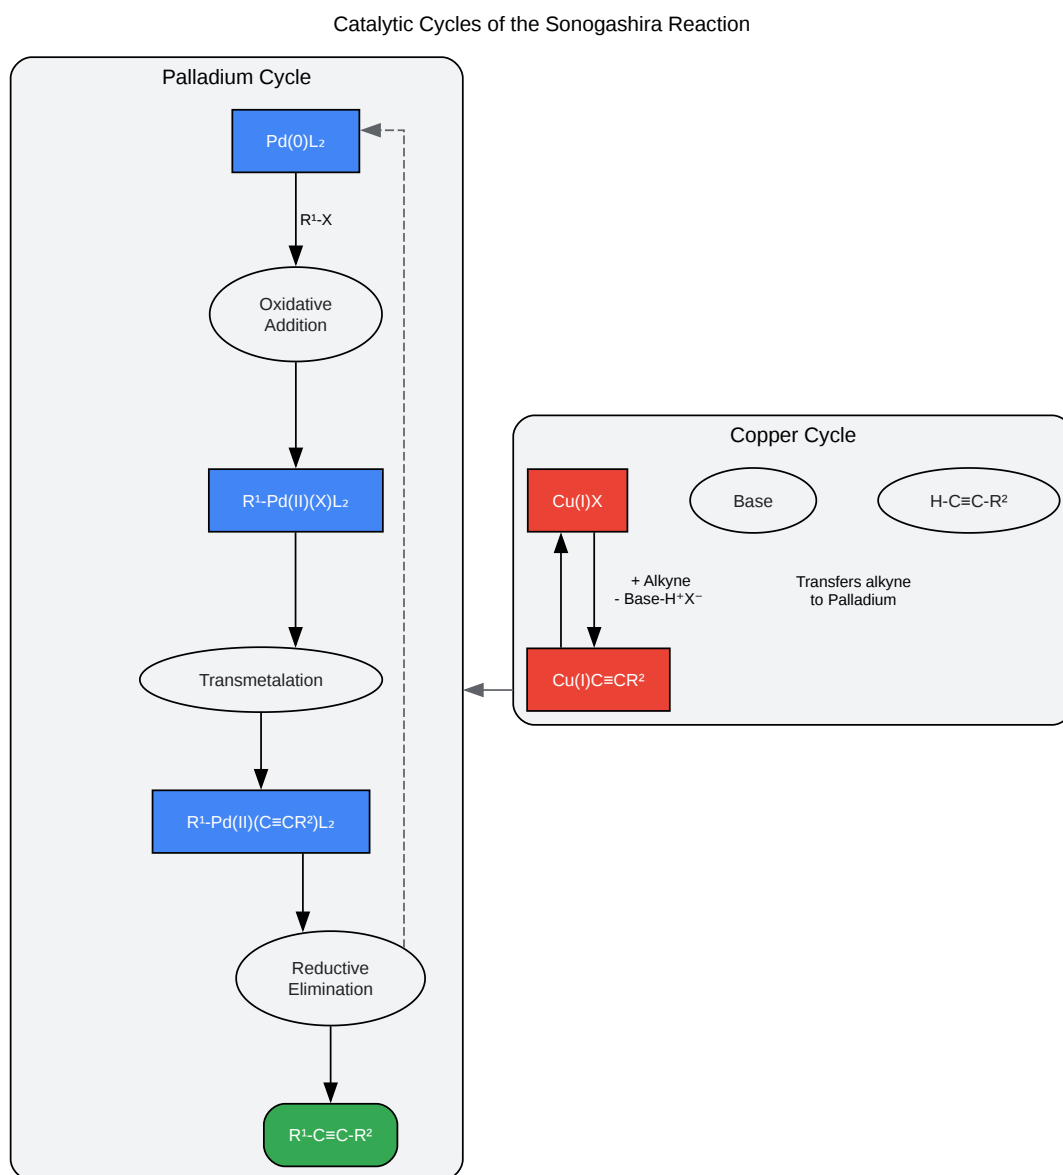 Catalytic Cycles of the Sonogashira Reaction
Palladium Cycle
Pd(0)L₂
R¹-X
Oxidative
Addition
R¹-Pd(II)(X)L₂
Transmetalation
R¹-Pd(II)(C≡CR²)L₂
Reductive
Elimination
R¹-C≡C-R²
Copper Cycle
Cu(I)X
Base
H-C≡C-R²
+ Alkyne
- Base-H⁺X⁻
Transfers alkyne
to Palladium
Cu(I)C≡CR²